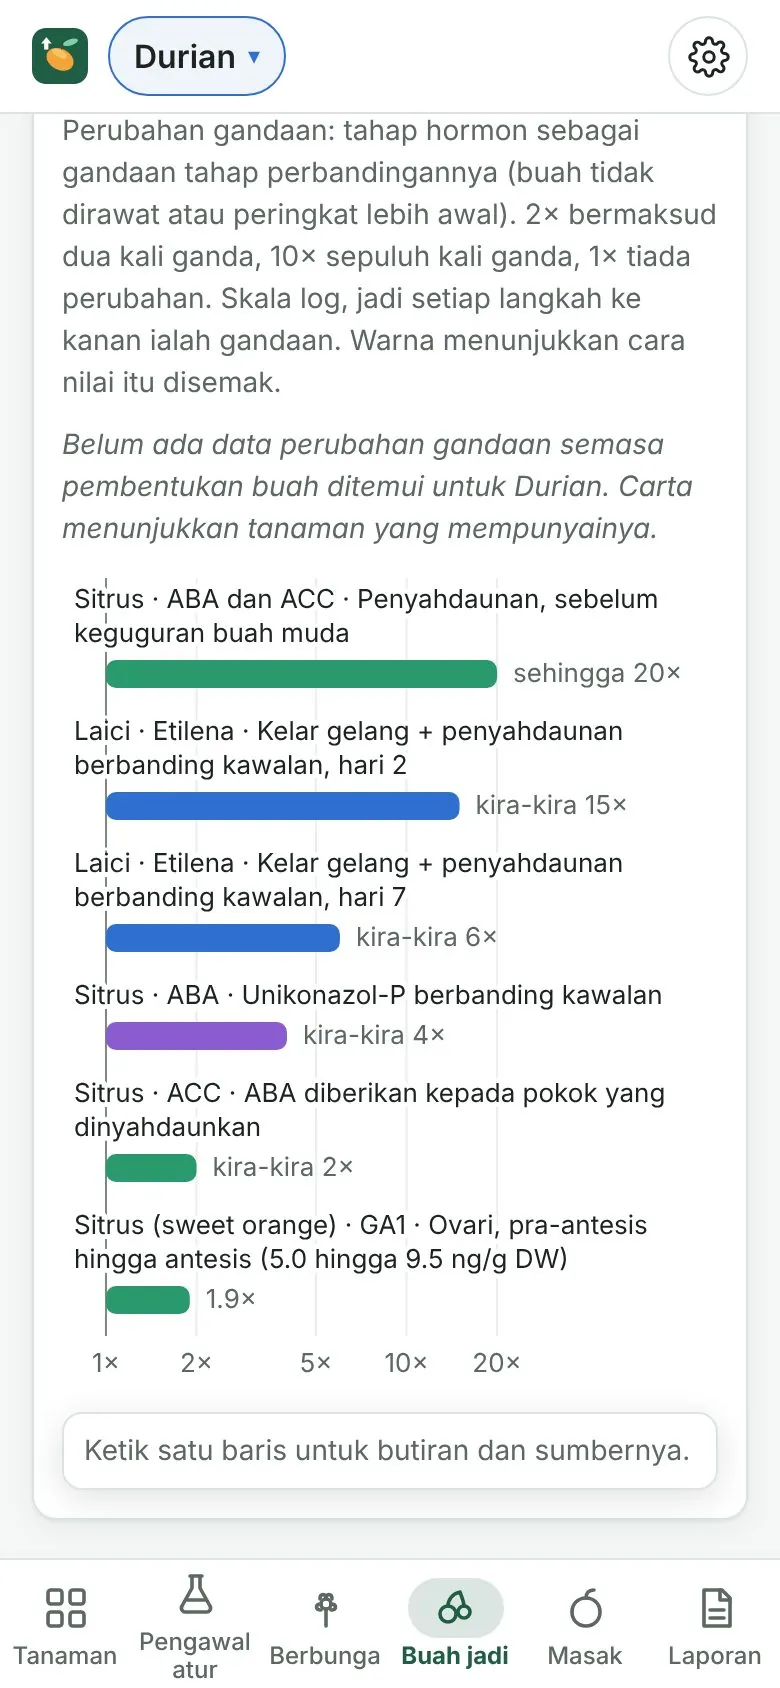 Durian ▾
Perubahan gandaan: tahap hormon sebagai
gandaan tahap perbandingannya (buah tidak
dirawat atau peringkat lebih awal). 2× bermaksud
dua kali ganda, 10× sepuluh kali ganda, 1× tiada
perubahan. Skala log, jadi setiap langkah ke
kanan ialah gandaan. Warna menunjukkan cara
nilai itu disemak.
Belum ada data perubahan gandaan semasa
pembentukan buah ditemui untuk Durian. Carta
menunjukkan tanaman yang mempunyainya.
Sitrus · ABA dan ACC · Penyahdaunan, sebelum
keguguran buah muda
sehingga 20×
Laici · Etilena · Kelar gelang + penyahdaunan
berbanding kawalan, hari 2
kira-kira 15×
Laici · Etilena · Kelar gelang + penyahdaunan
berbanding kawalan, hari 7
kira-kira 6×
Sitrus · ABA · Unikonazol-P berbanding kawalan
kira-kira 4×
Sitrus · ACC · ABA diberikan kepada pokok yang
dinyahdaunkan
kira-kira 2×
Sitrus (sweet orange) · GA1 · Ovari, pra-antesis
hingga antesis (5.0 hingga 9.5 ng/g DW)
1.9×
1× 2× 5× 10× 20×
Ketik satu baris untuk butiran dan sumbernya.
Tanaman
Pengawal
atur
Berbunga
Buah jadi
Masak
Laporan